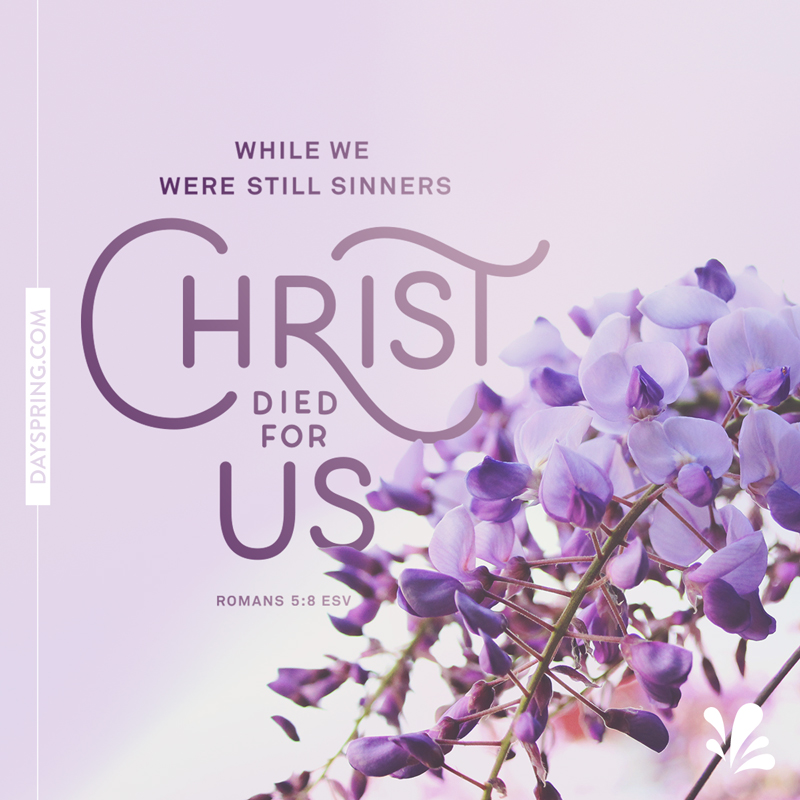 WHILE WE
WERE STILL SINNERS
CHRIST
DIED
FOR
US
ROMANS 5:8 ESV
DAYSPRING.COM